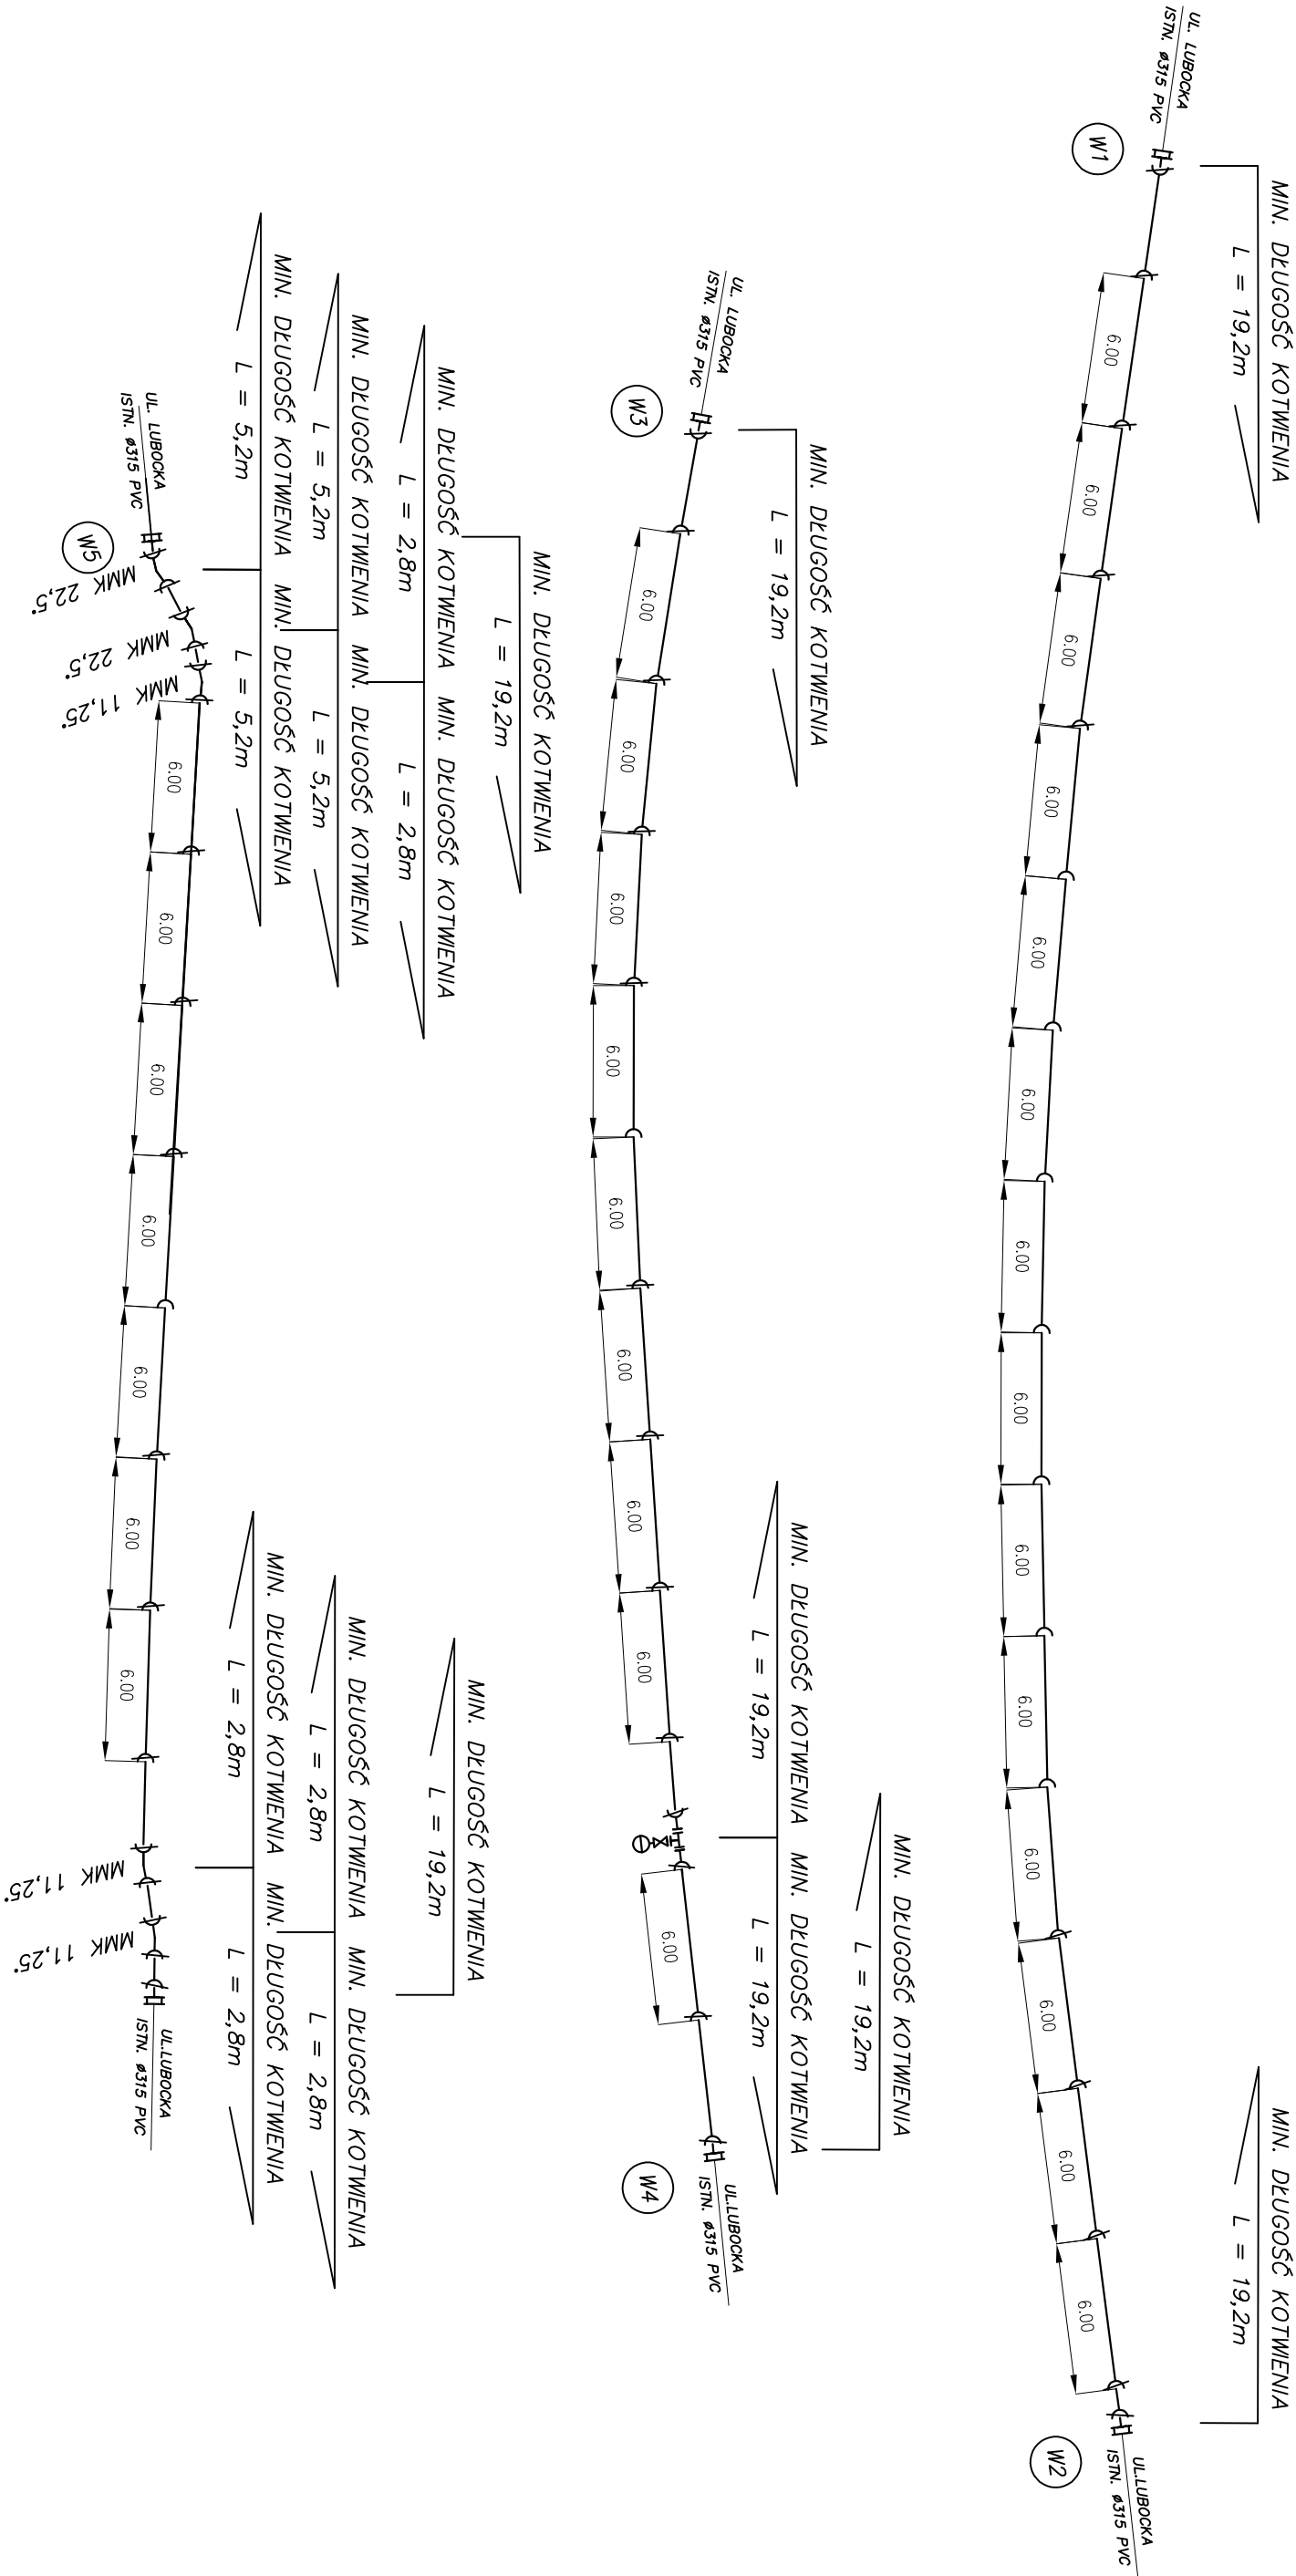 MIN. DŁUGOŚĆ KOTWIENIA
L = 19,2m
MIN. DŁUGOŚĆ KOTWIENIA
L = 19,2m
UL. LUBOCKA
ISTN. ø315 PVC
W1
6.00
6.00
6.00
6.00
6.00
6.00
6.00
6.00
6.00
6.00
6.00
6.00
6.00
6.00
UL.LUBOCKA
ISTN. ø315 PVC
W2
MIN. DŁUGOŚĆ KOTWIENIA
L = 19,2m
MIN. DŁUGOŚĆ KOTWIENIA
L = 19,2m
MIN. DŁUGOŚĆ KOTWIENIA MIN. DŁUGOŚĆ KOTWIENIA
L = 19,2m L = 19,2m
UL. LUBOCKA
ISTN. ø315 PVC
W3
6.00
6.00
6.00
6.00
6.00
6.00
6.00
6.00
6.00
UL.LUBOCKA
ISTN. ø315 PVC
W4
MIN. DŁUGOŚĆ KOTWIENIA
L = 19,2m
MIN. DŁUGOŚĆ KOTWIENIA MIN. DŁUGOŚĆ KOTWIENIA
L = 2,8m L = 2,8m
MIN. DŁUGOŚĆ KOTWIENIA MIN. DŁUGOŚĆ KOTWIENIA
L = 5,2m L = 5,2m
MIN. DŁUGOŚĆ KOTWIENIA MIN. DŁUGOŚĆ KOTWIENIA
L = 5,2m L = 5,2m
MIN. DŁUGOŚĆ KOTWIENIA
L = 19,2m
MIN. DŁUGOŚĆ KOTWIENIA MIN. DŁUGOŚĆ KOTWIENIA
L = 2,8m L = 2,8m
MIN. DŁUGOŚĆ KOTWIENIA MIN. DŁUGOŚĆ KOTWIENIA
L = 2,8m L = 2,8m
UL. LUBOCKA
ISTN. ø315 PVC
W5
MMK 22,5°
MMK 22,5°
MMK 11,25°
6.00
6.00
6.00
6.00
6.00
6.00
6.00
MMK 11,25°
MMK 11,25°
UL.LUBOCKA
ISTN. ø315 PVC